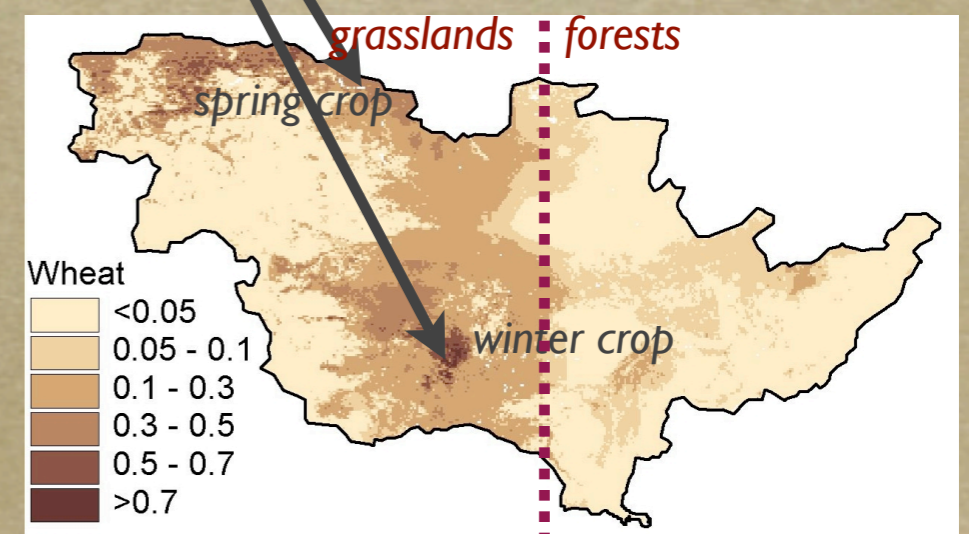 grasslands forests
spring crop
winter crop
Wheat
<0.05
0.05 - 0.1
0.1 - 0.3
0.3 - 0.5
0.5 - 0.7
>0.7